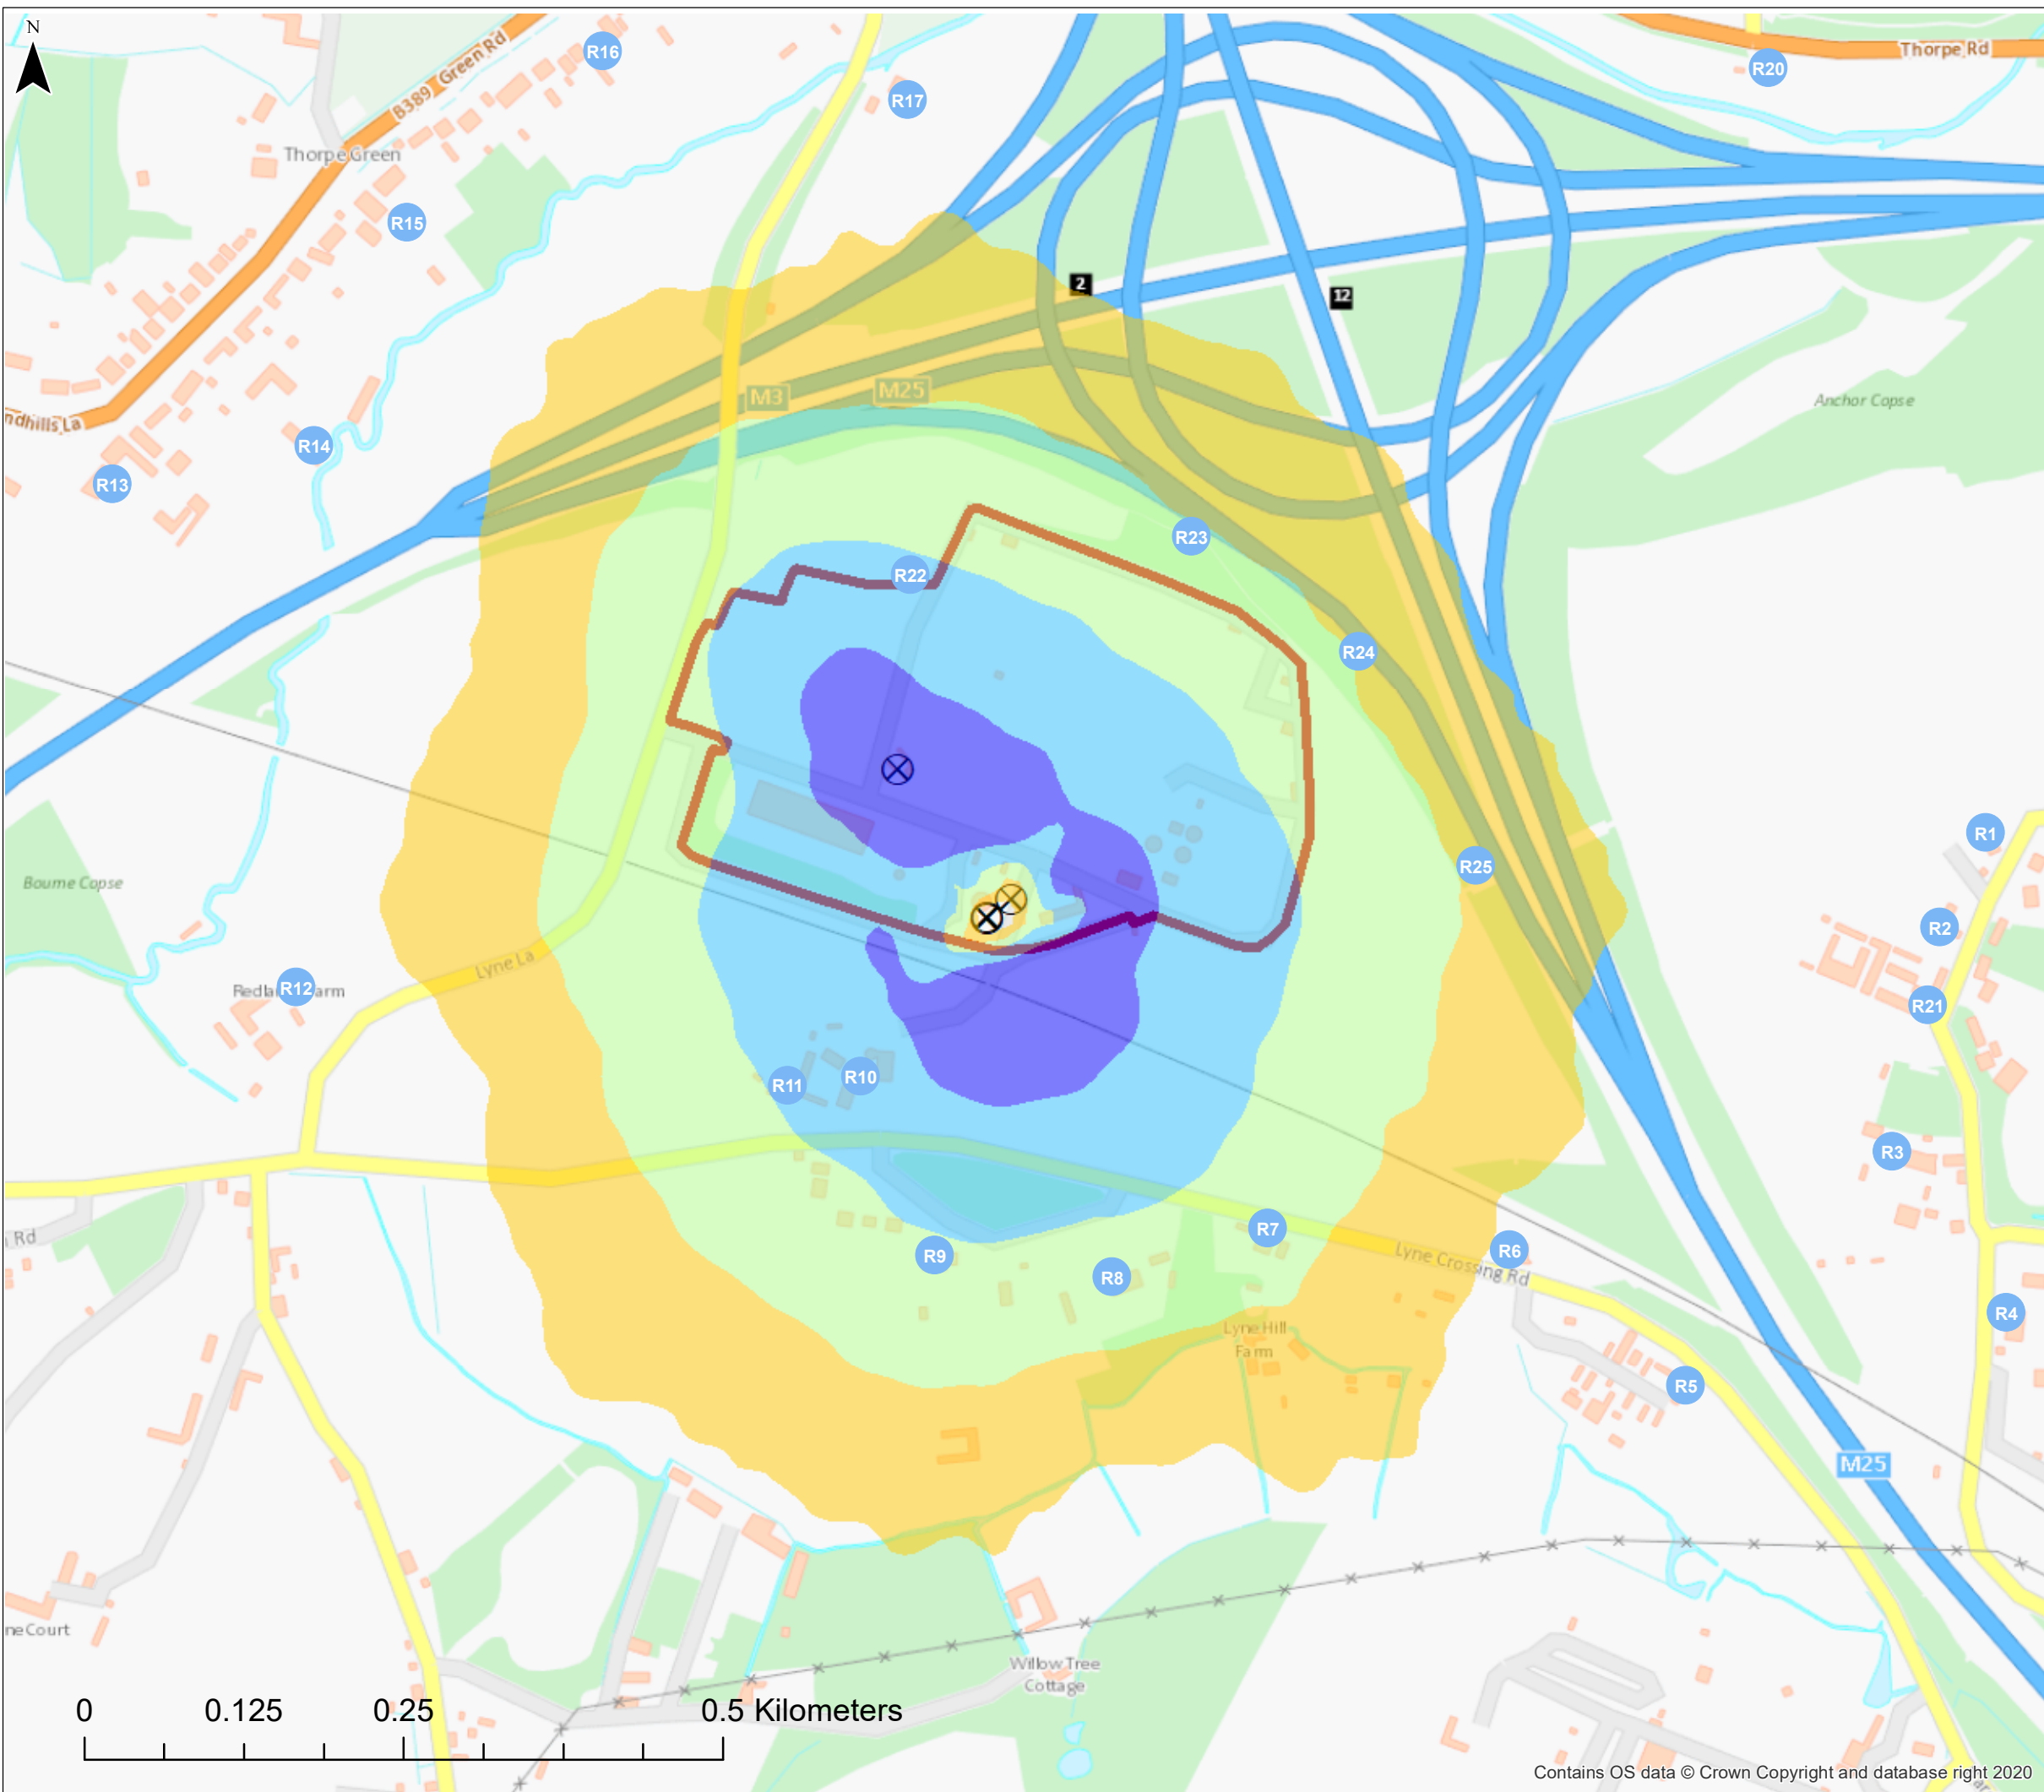 N
R16
B389 Green Rd
R17
Thorpe Rd
R20
Thorpe Green
R15
2
12
M3
M25
Anchor Copse
ndhills La
R14
R13
R23
R22
R24
R1
R25
Bourne Copse
R2
Lyne La
R12
R21
R10
R11
R3
Rd
R7
R6
R9
Lyne Crossing Rd
R8
R4
Lyne Hill
Farm
R5
M25
ne Court
Willow Tree
Cottage
0 0.125 0.25 0.5 Kilometers
Contains OS data © Crown Copyright and database right 2020